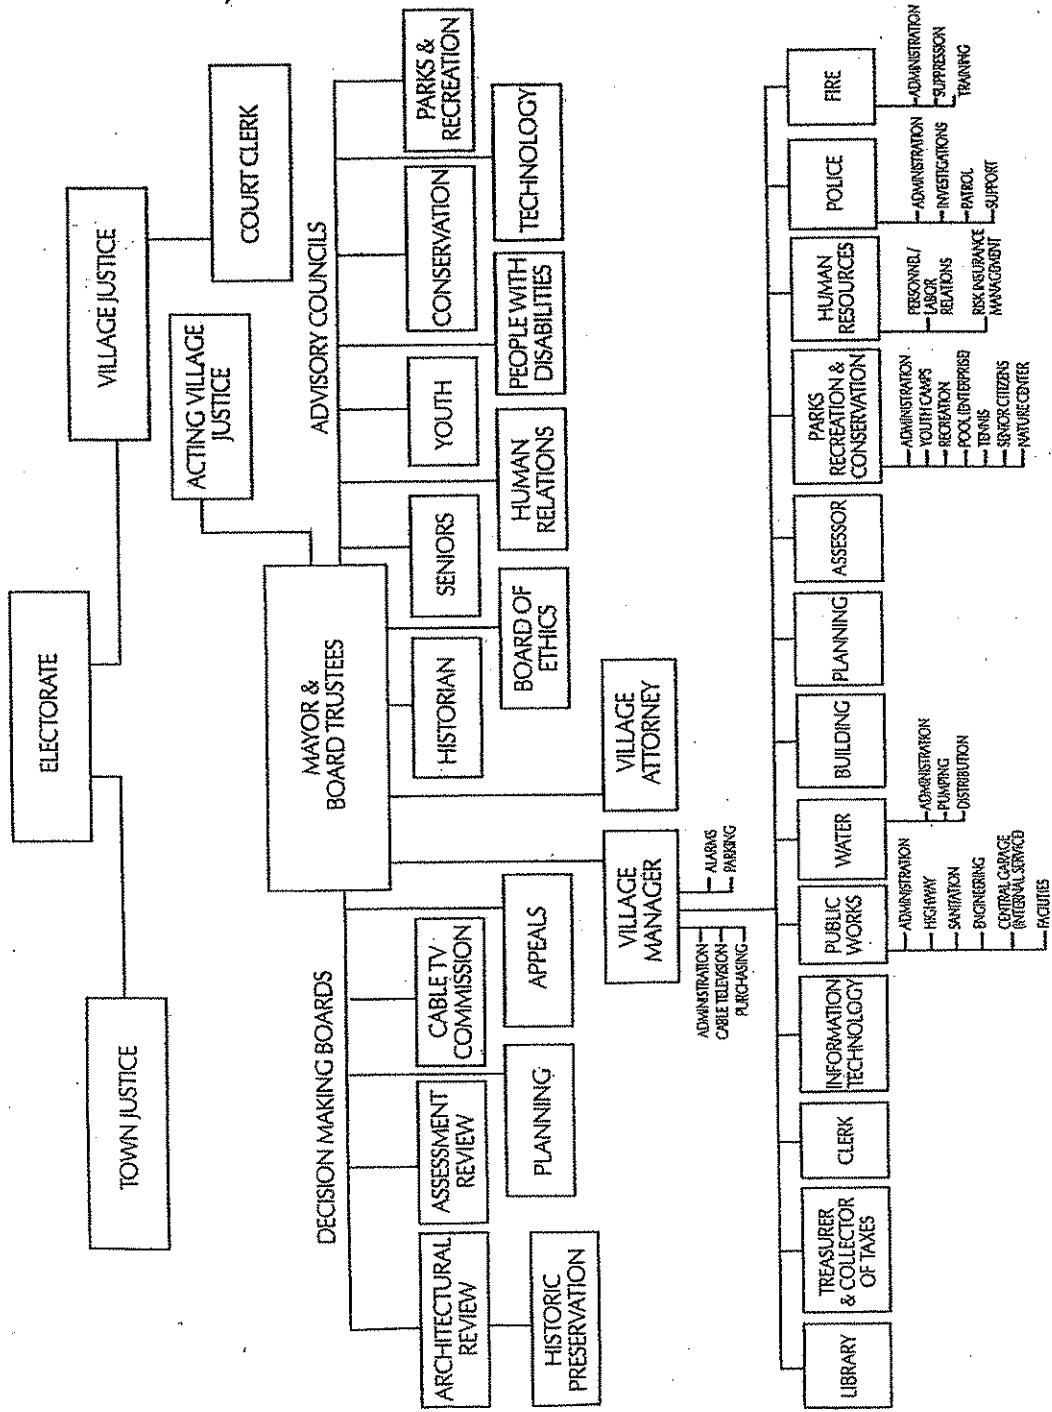 ELECTORATE
TOWN JUSTICE
VILLAGE JUSTICE
COURT CLERK
ACTING VILLAGE
JUSTICE
MAYOR &
BOARD TRUSTEES
DECISION MAKING BOARDS
ARCHITECTURAL
REVIEW
HISTORIC
PRESERVATION
ASSESSMENT
REVIEW
PLANNING
CABLE TV
COMMISSION
APPEALS
HISTORIAN
BOARD OF
ETHICS
ADVISORY COUNCILS
SENIORS
HUMAN
RELATIONS
YOUTH
PEOPLE WITH
DISABILITIES
CONSERVATION
TECHNOLOGY
PARKS &
RECREATION
VILLAGE
MANAGER
VILLAGE
ATTORNEY
ADMINISTRATION
CABLE TELEVISION
PURCHASING
ALARMS
PARKING
LIBRARY
TREASURER
& COLLECTOR
OF TAXES
CLERK
INFORMATION
TECHNOLOGY
PUBLIC
WORKS
ADMINISTRATION
HIGHWAY
SANITATION
ENGINEERING
CENTRAL GARAGE
(INTERNAL SERVICE)
FACILITIES
WATER
ADMINISTRATION
PUMPING
DISTRIBUTION
BUILDING
PLANNING
ASSESSOR
PARKS
RECREATION &
CONSERVATION
ADMINISTRATION
YOUTH CAMPS
RECREATION
POOL (ENTERPRISE)
TENNIS
SENIOR CITIZENS
NATURE CENTER
HUMAN
RESOURCES
PERSONNEL/
LABOR
RELATIONS
RISK INSURANCE
MANAGEMENT
POLICE
ADMINISTRATION
INVESTIGATIONS
PATROL
SUPPORT
FIRE
ADMINISTRATION
SUPPRESSION
TRAINING